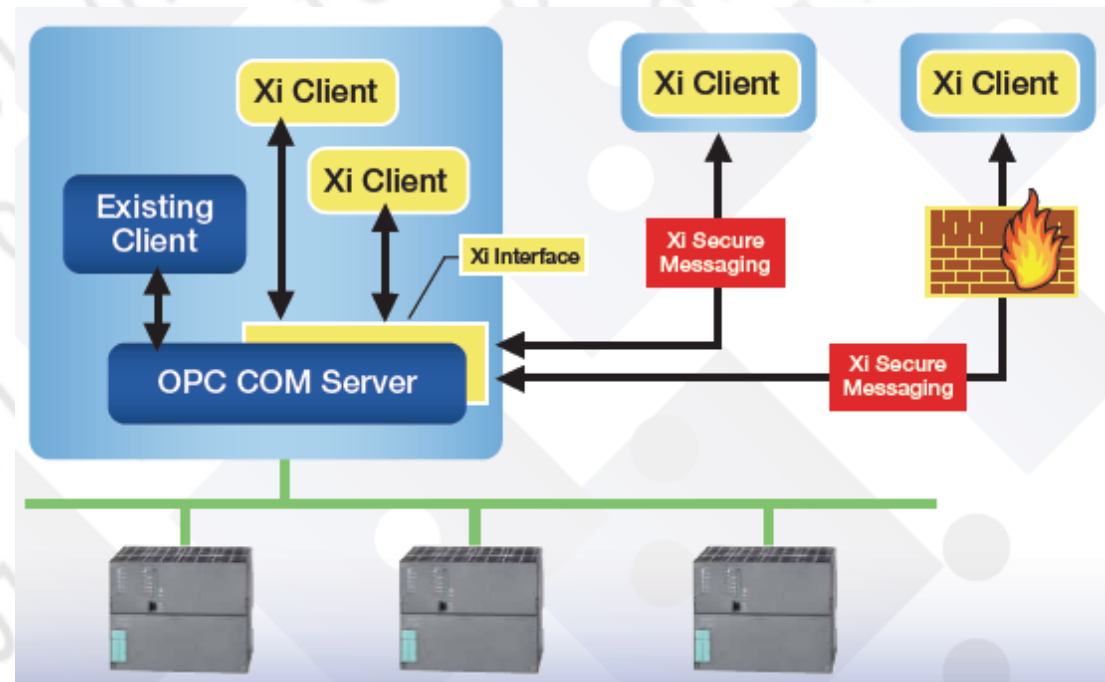 Xi Client
Xi Client
Xi Client
Xi Client
Existing
Client
Xi Interface
Xi Secure
Messaging
OPC COM Server
Xi Secure
Messaging